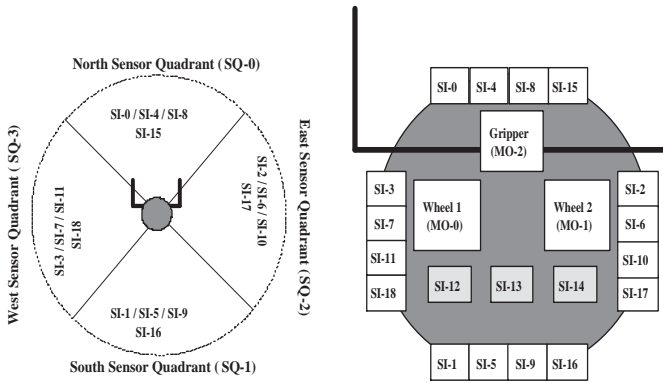 North Sensor Quadrant (SQ-0)
SI-0 / SI-4 / SI-8
SI-15
West Sensor Quadrant (SQ-3)
SI-3 / SI-7 / SI-11
SI-18
SI-2 / SI-6 / SI-10
SI-17
East Sensor Quadrant (SQ-2)
SI-1 / SI-5 / SI-9
SI-16
South Sensor Quadrant (SQ-1)
SI-0 SI-4 SI-8 SI-15
Gripper
(MO-2)
SI-3
SI-7
SI-11
SI-18
Wheel 1
(MO-0)
Wheel 2
(MO-1)
SI-2
SI-6
SI-10
SI-17
SI-12 SI-13 SI-14
SI-1 SI-5 SI-9 SI-16